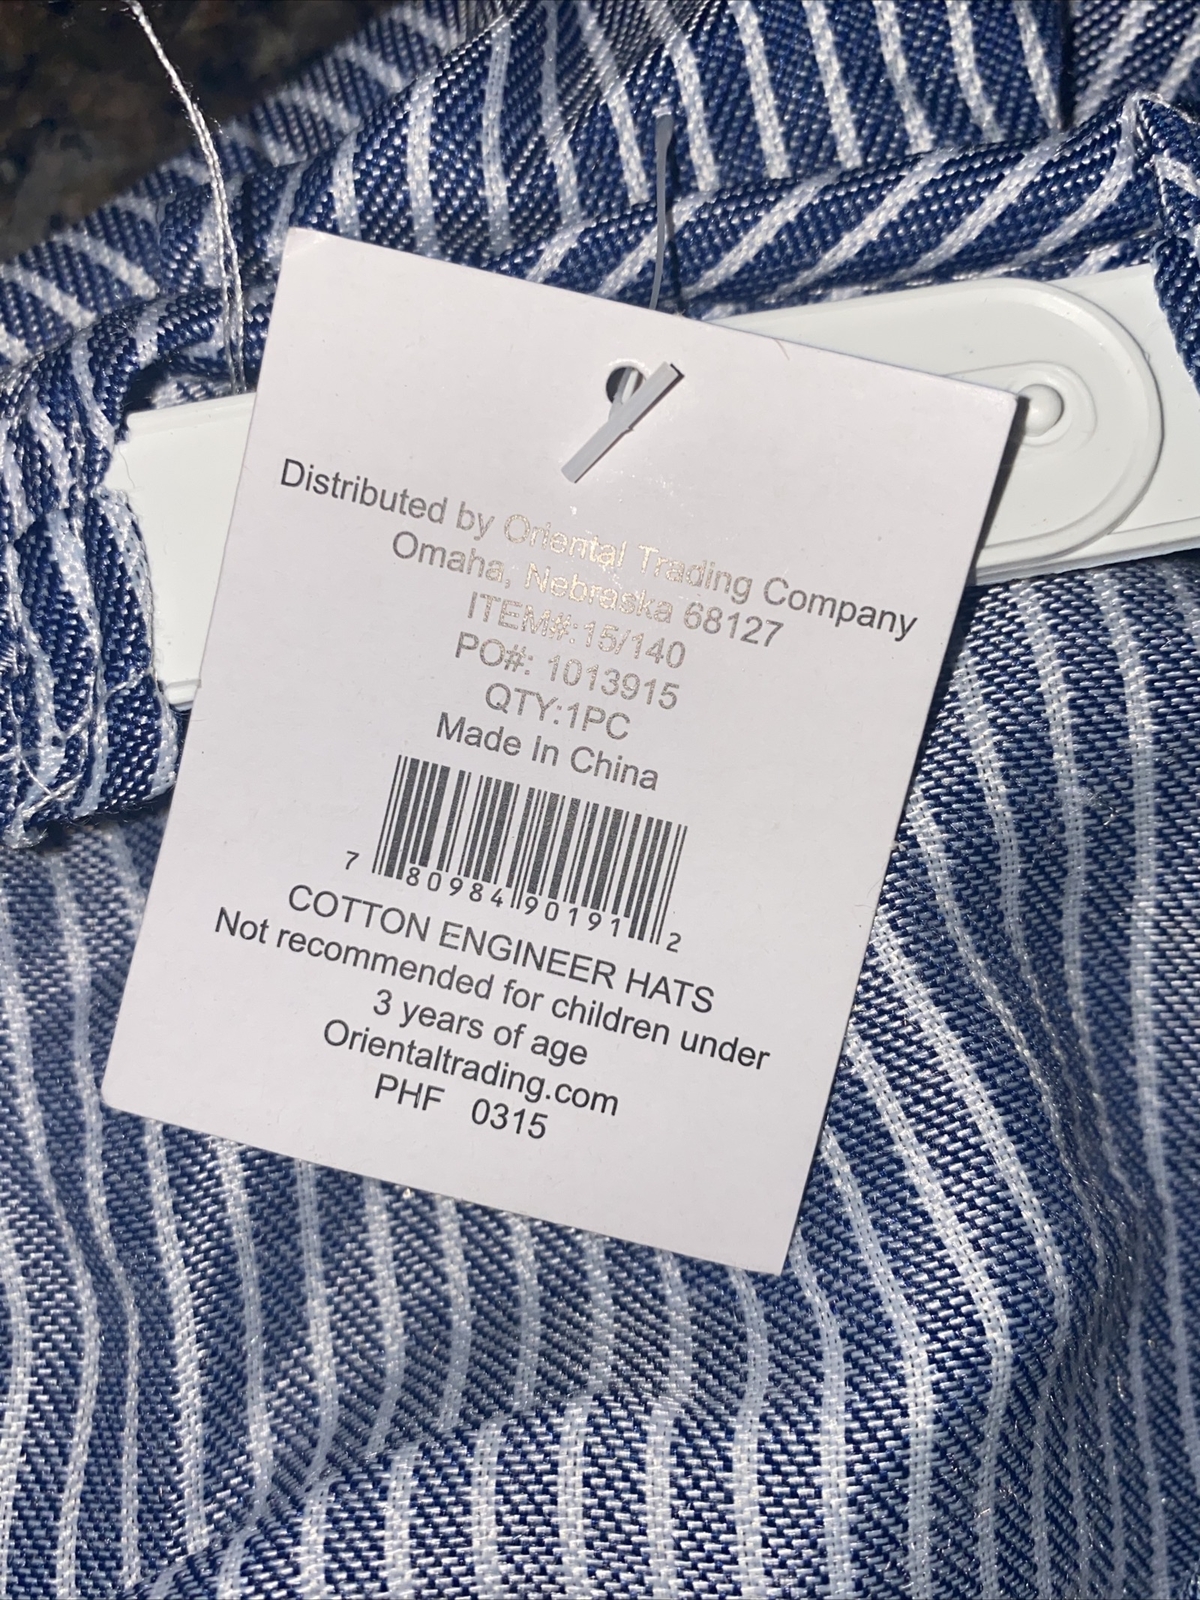 Distributed by Oriental Trading Company
Omaha, Nebraska 68127
ITEM#:15/140
PO#: 1013915
QTY:1PC
Made In China
7 80984 90191 2
COTTON ENGINEER HATS
Not recommended for children under
3 years of age
Orientaltrading.com
PHF 0315